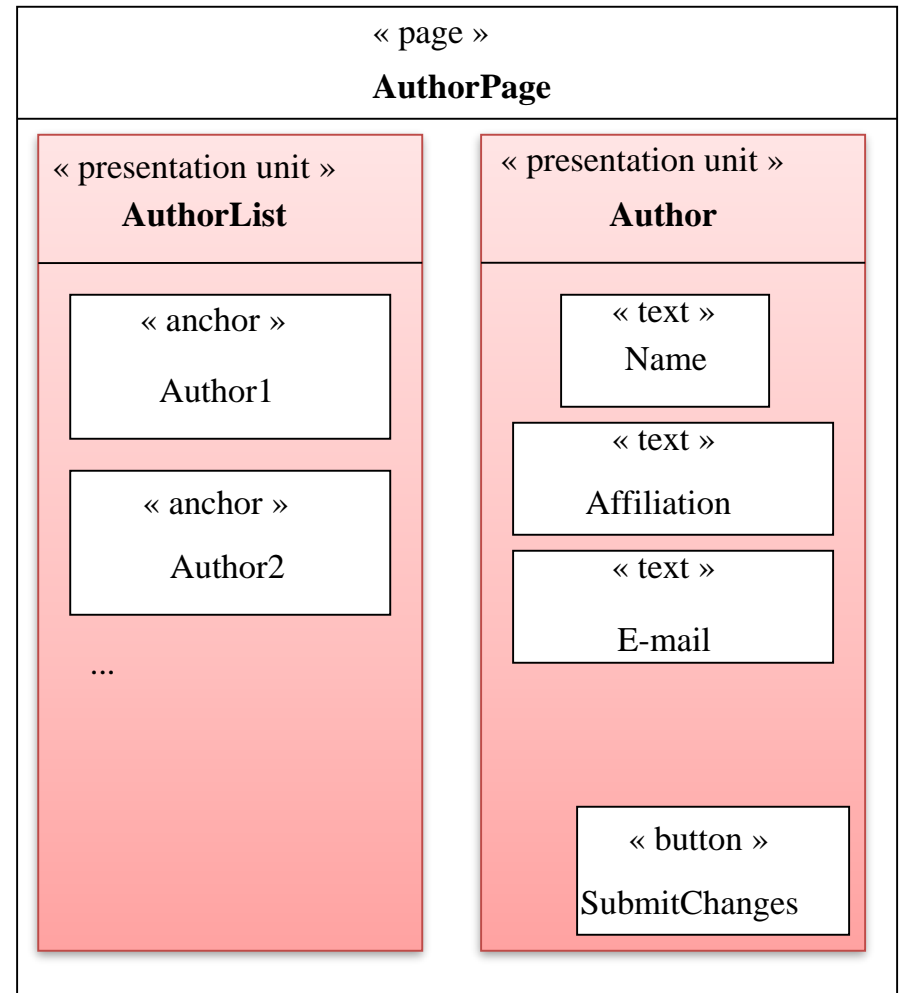 « page »
AuthorPage
« presentation unit »
AuthorList
« anchor »
Author1
« anchor »
Author2
...
« presentation unit »
Author
« text »
Name
« text »
Affiliation
« text »
E-mail
« button »
SubmitChanges